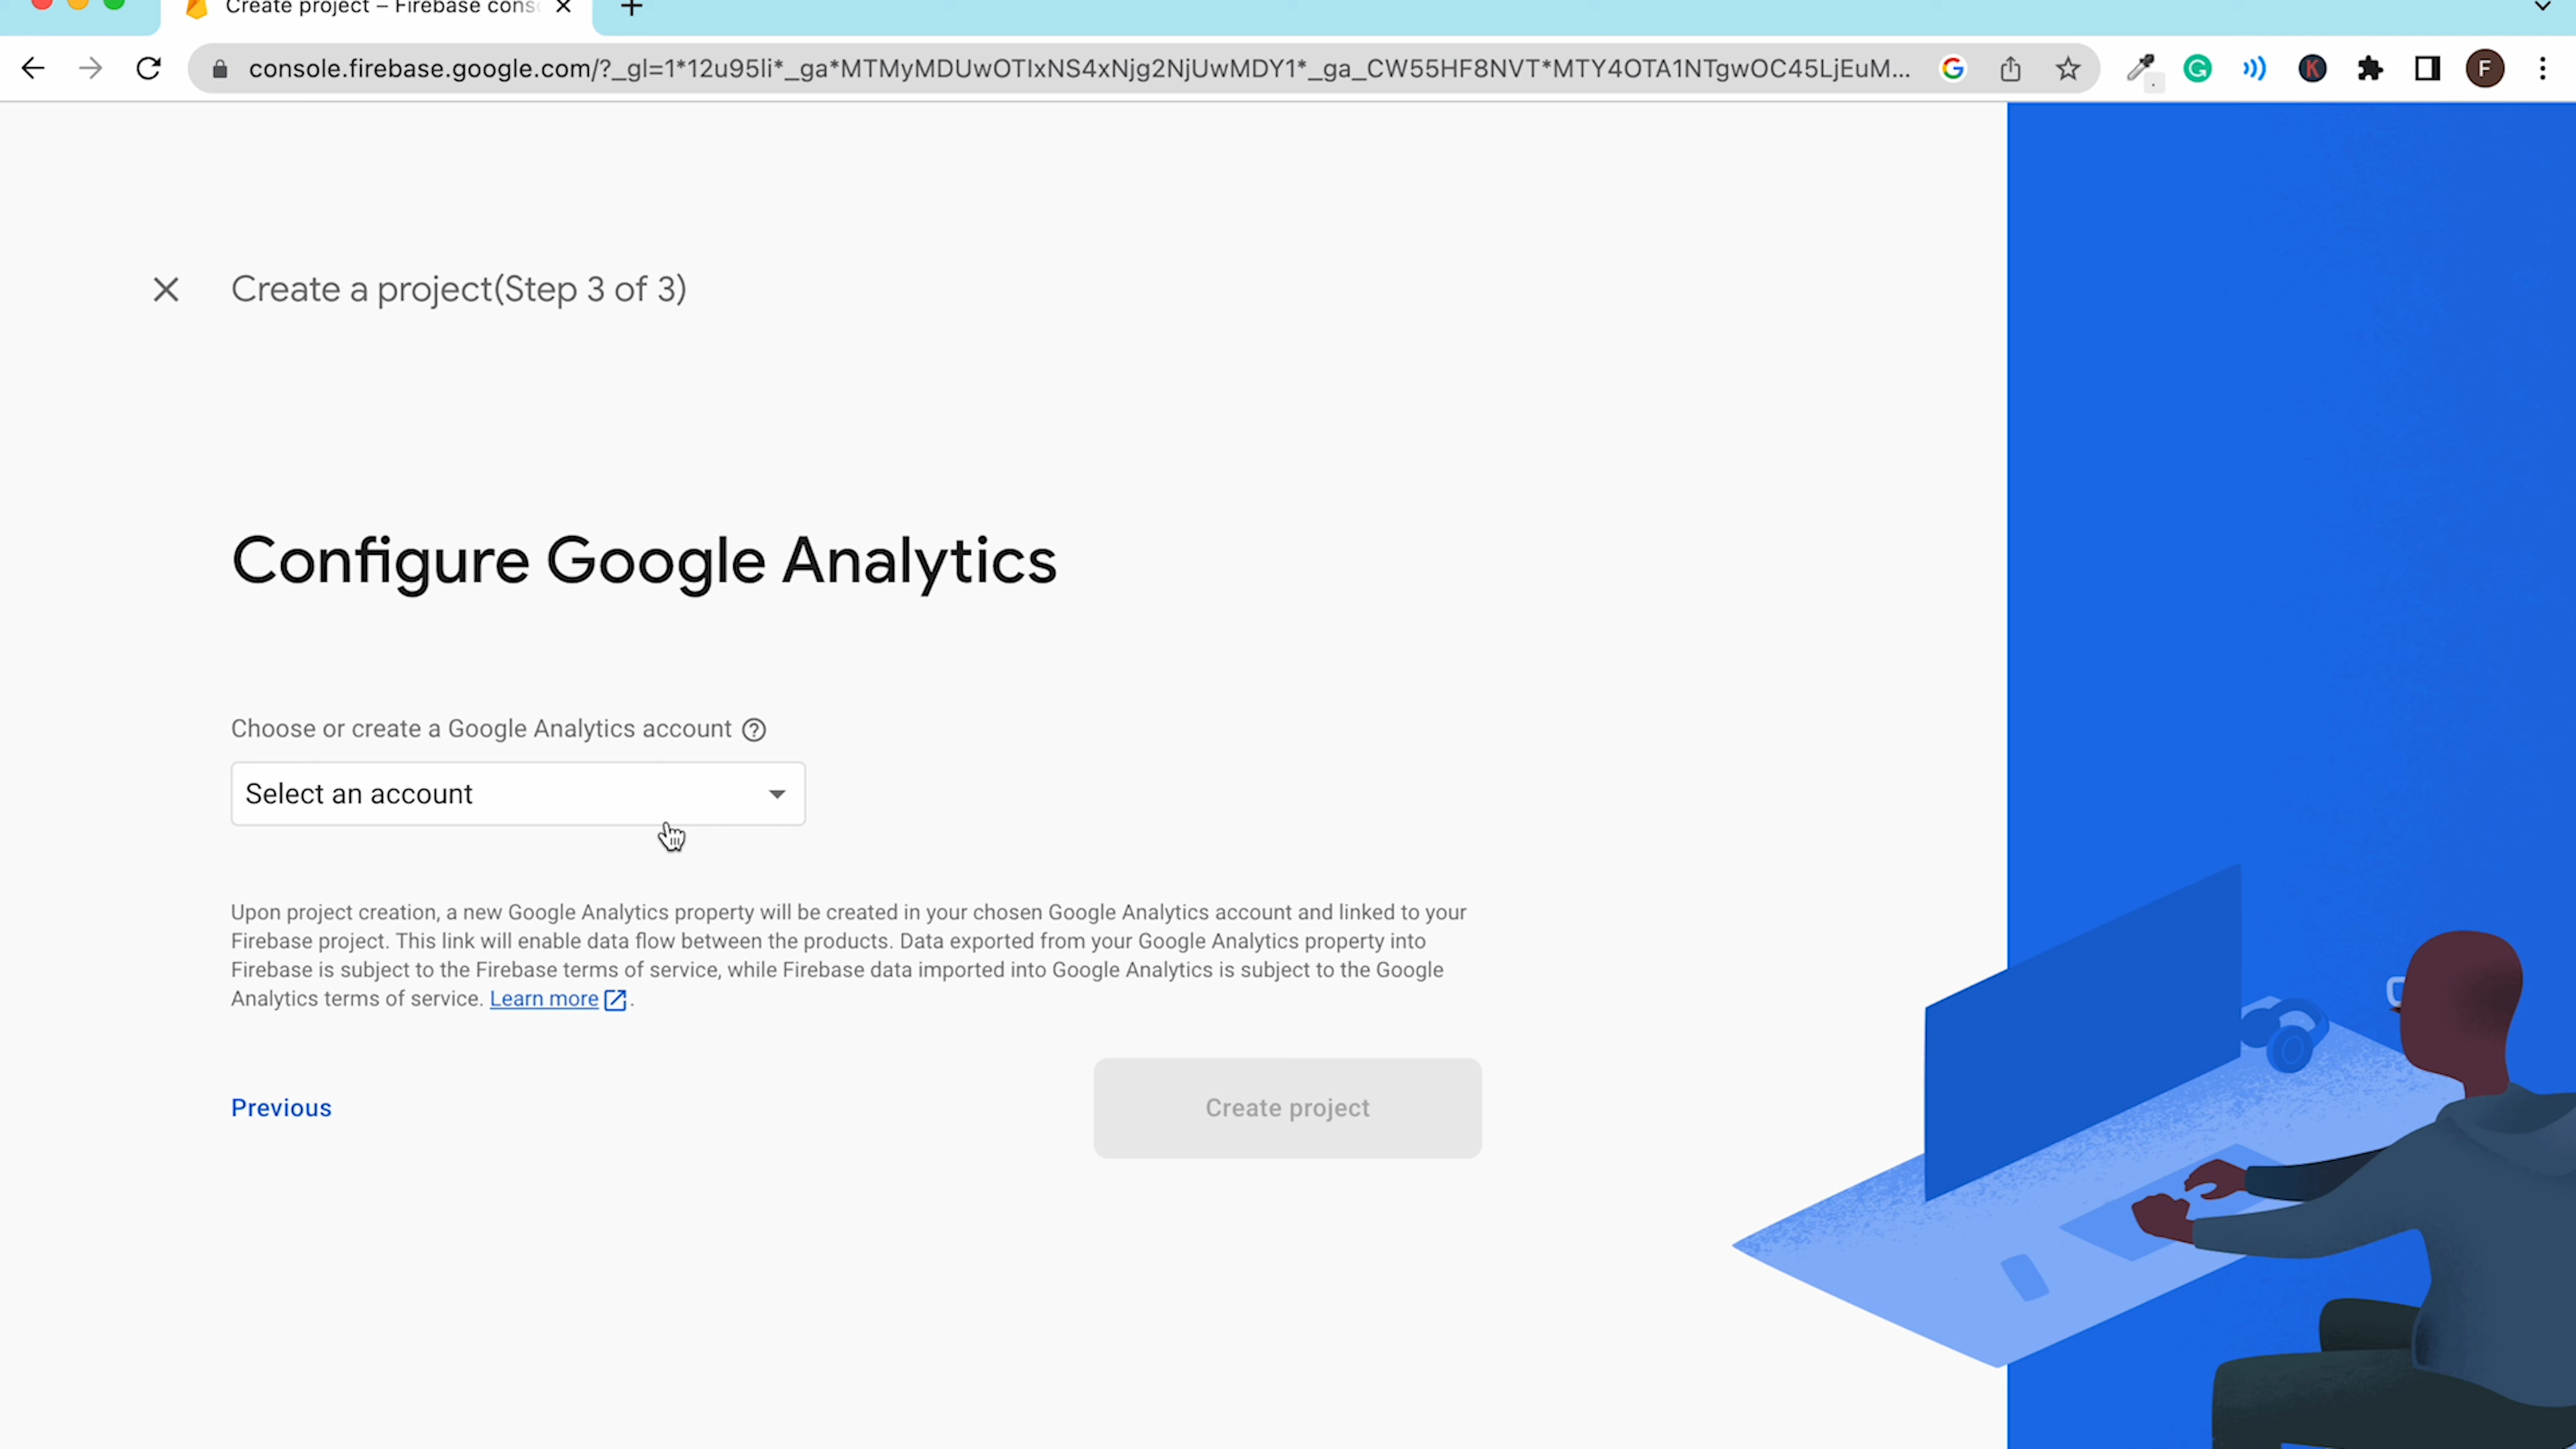 Create project – Firebase cons
console.firebase.google.com/?_gl=1*12u95li*_ga*MTMyMDUwOTIxNS4xNjg2NjUwMDY1*_ga_CW55HF8NVT*MTY4OTA1NTgwOC45LjEuM...
F
Create a project(Step 3 of 3)
Configure Google Analytics
Choose or create a Google Analytics account
Select an account
Upon project creation, a new Google Analytics property will be created in your chosen Google Analytics account and linked to your
Firebase project. This link will enable data flow between the products. Data exported from your Google Analytics property into
Firebase is subject to the Firebase terms of service, while Firebase data imported into Google Analytics is subject to the Google
Analytics terms of service. Learn more.
Previous
Create project